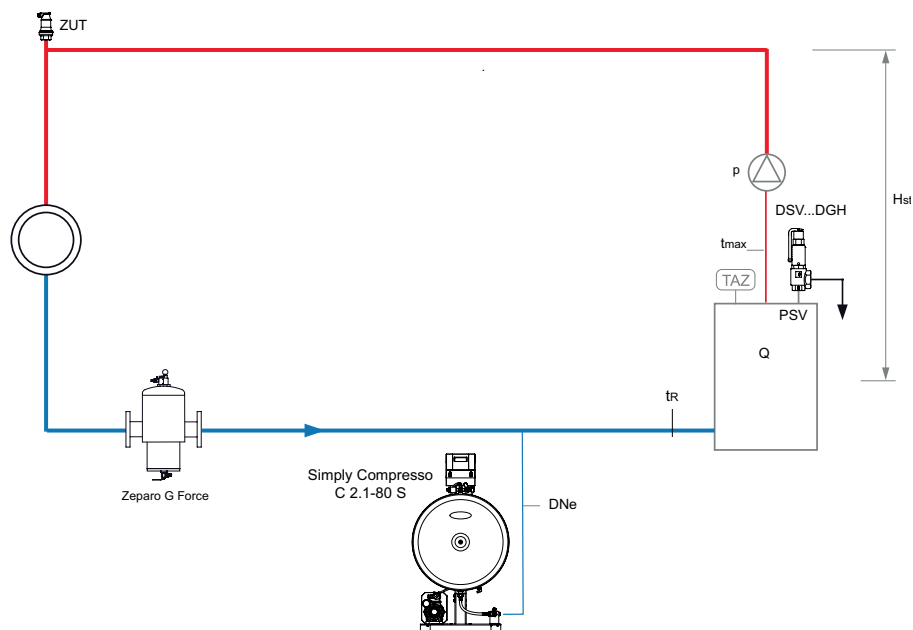 ZUT
p
Hst
DSV...DGH
tmax
TAZ
PSV
Q
tR
Simply Compresso
C 2.1-80 S
Zeparo G Force
DNe